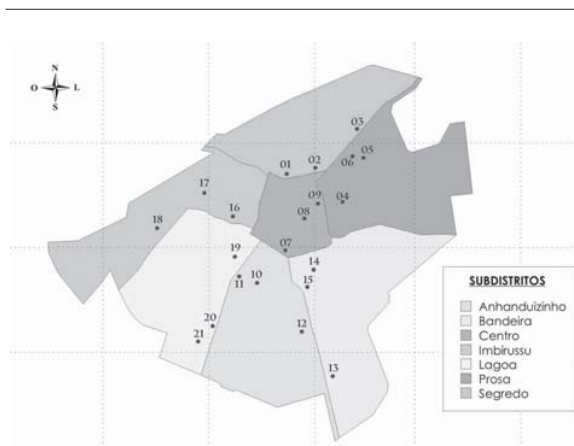 N
O L
S
03
02
01
06 05
17
09 04
16
08
18
07
19
14
11 10
15
20
12
21
13
SUBDISTRITOS
Anhanduizinho
Bandeira
Centro
Imbirussu
Lagoa
Prosa
Segredo